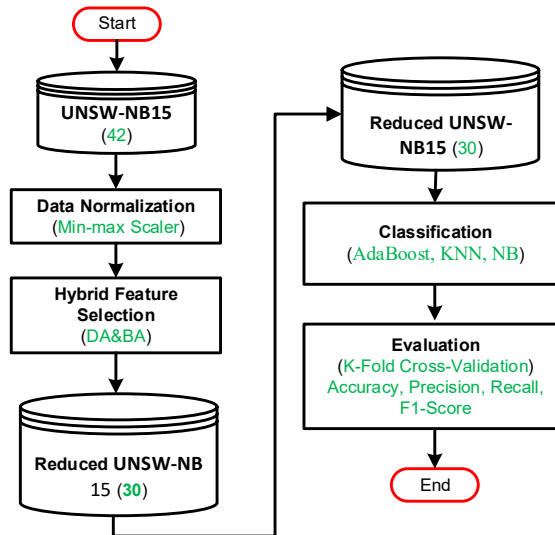 Start
UNSW-NB15
(42)
Data Normalization
(Min-max Scaler)
Hybrid Feature
Selection
(DA&BA)
Reduced UNSW-NB
15 (30)
Reduced UNSW-
NB15 (30)
Classification
(AdaBoost, KNN, NB)
Evaluation
(K-Fold Cross-Validation)
Accuracy, Precision, Recall,
F1-Score
End